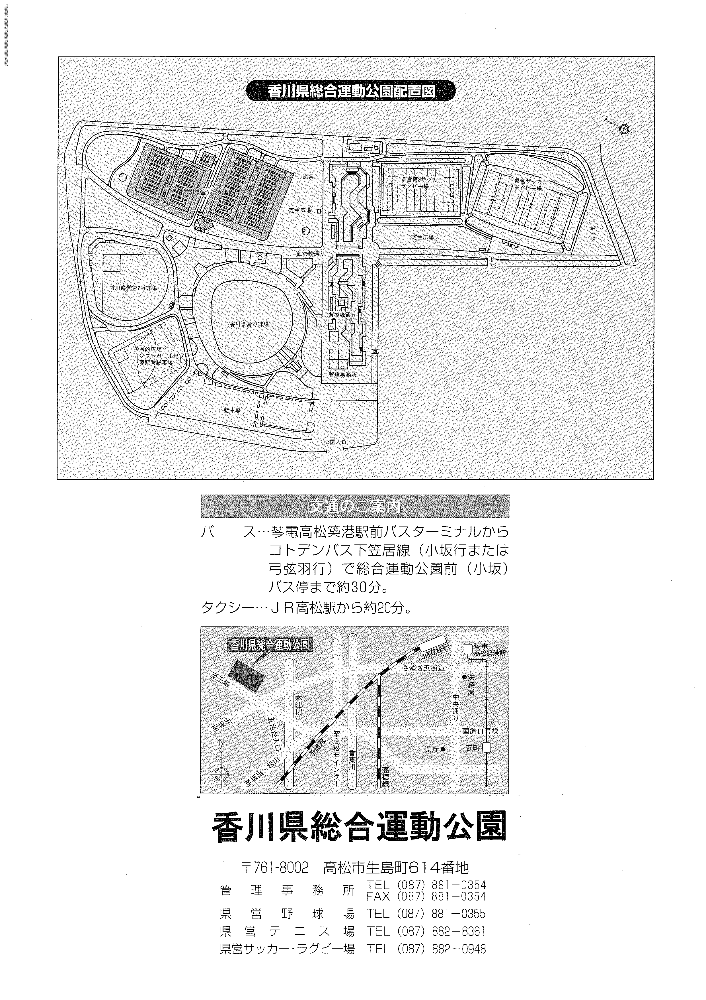 香川県総合運動公園配置図
N
県営第2サッカー
ラグビー場
県営サッカー
ラグビー場
遊具
香川県営テニス場
芝生広場
芝生広場
駐車場
紅の峰通り
香川県営第2野球場
黄の峰通り
香川県営野球場
多目的広場
(ソフトボール場)
(兼臨時駐車場)
管理事務所
駐車場
公園入口
交通のご案内
バス…琴電高松築港駅前バスターミナルから
コトデンバス下笠居線（小坂行または
弓弦羽行）で総合運動公園前（小坂）
バス停まで約30分。
タクシー…ＪＲ高松駅から約20分。
香川県総合運動公園
JR高松駅
琴電
高松築港駅
さぬき浜街道
至王越
法務局
本津川
中央通り
至坂出
五色台入口
国道11号線
N
予讃線
至高松西インター
香東川
県庁
瓦町
至坂出・松山
高徳線
香川県総合運動公園
〒761-8002　高松市生島町614番地
管理事務所 TEL（087）881－0354
FAX（087）881－0354
県営野球場 TEL（087）881－0355
県営テニス場 TEL（087）882－8361
県営サッカー・ラグビー場 TEL（087）882－0948